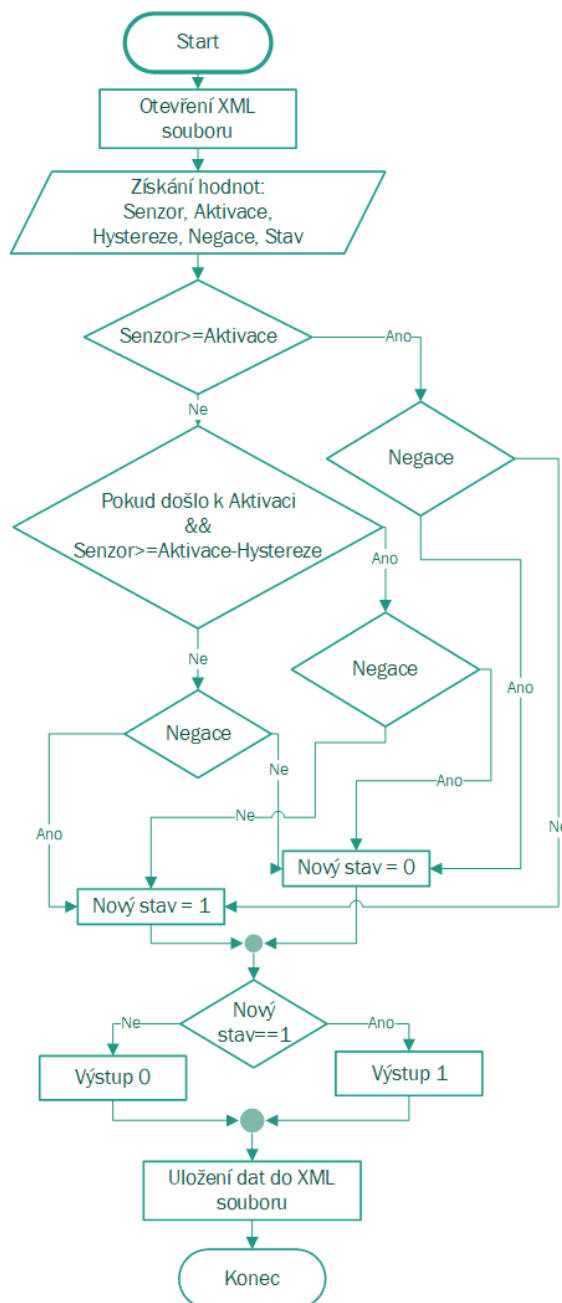 Start
Otevření XML
souboru
Získání hodnot:
Senzor, Aktivace,
Hystereze, Negace, Stav
Senzor>=Aktivace
Ano
Ne
Negace
Pokud došlo k Aktivaci
&&
Senzor>=Aktivace-Hystereze
Ano
Ne
Negace
Ano
Negace
Ne
Ano
Ne
Ano
Ne
Nový stav = 0
Nový stav = 1
Nový
stav==1
Ne
Ano
Výstup 0
Výstup 1
Uložení dat do XML
souboru
Konec